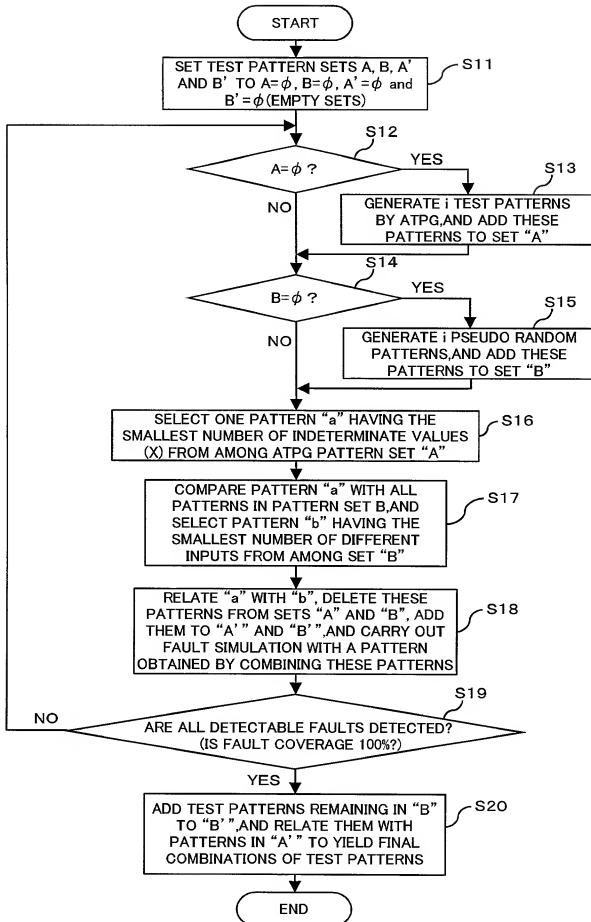 START
SET TEST PATTERN SETS A, B, A'
AND B' TO A=φ, B=φ, A'=φ and
B'=φ(EMPTY SETS)
S11
S12
A=φ ?
YES
NO
S13
GENERATE i TEST PATTERNS
BY ATPG,AND ADD THESE
PATTERNS TO SET "A"
S14
B=φ ?
YES
NO
S15
GENERATE i PSEUDO RANDOM
PATTERNS,AND ADD THESE
PATTERNS TO SET "B"
SELECT ONE PATTERN "a" HAVING THE
SMALLEST NUMBER OF INDETERMINATE VALUES
(X) FROM AMONG ATPG PATTERN SET "A"
S16
COMPARE PATTERN "a" WITH ALL
PATTERNS IN PATTERN SET B,AND
SELECT PATTERN "b" HAVING THE
SMALLEST NUMBER OF DIFFERENT
INPUTS FROM AMONG SET "B"
S17
RELATE "a" WITH "b", DELETE THESE
PATTERNS FROM SETS "A" AND "B", ADD
THEM TO "A'" AND "B'",AND CARRY OUT
FAULT SIMULATION WITH A PATTERN
OBTAINED BY COMBINING THESE PATTERNS
S18
S19
NO
ARE ALL DETECTABLE FAULTS DETECTED?
(IS FAULT COVERAGE 100%?)
YES
ADD TEST PATTERNS REMAINING IN "B"
TO "B'",AND RELATE THEM WITH
PATTERNS IN "A'" TO YIELD FINAL
COMBINATIONS OF TEST PATTERNS
S20
END